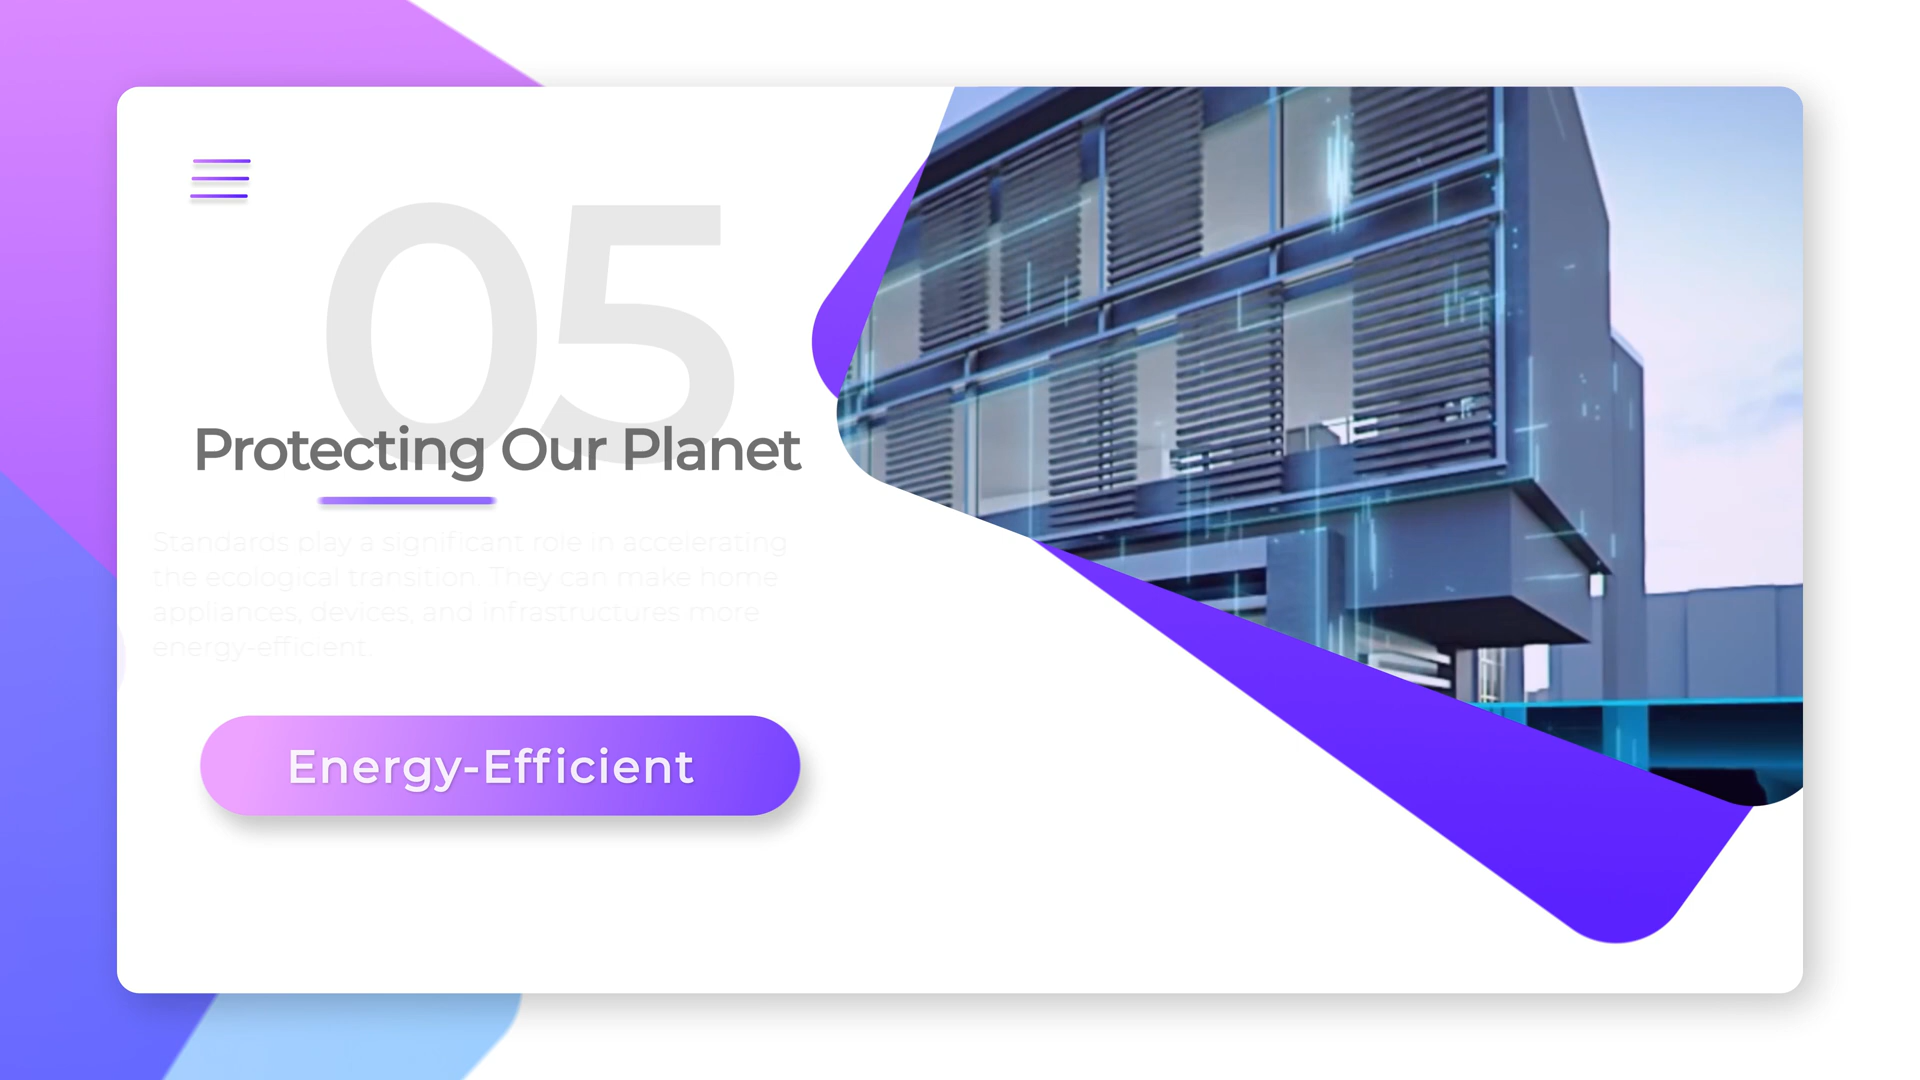 05
Protecting Our Planet
Standards play a significant role in accelerating
the ecological transition. They can make home
appliances, devices, and infrastructures more
energy-efficient.
Energy-Efficient